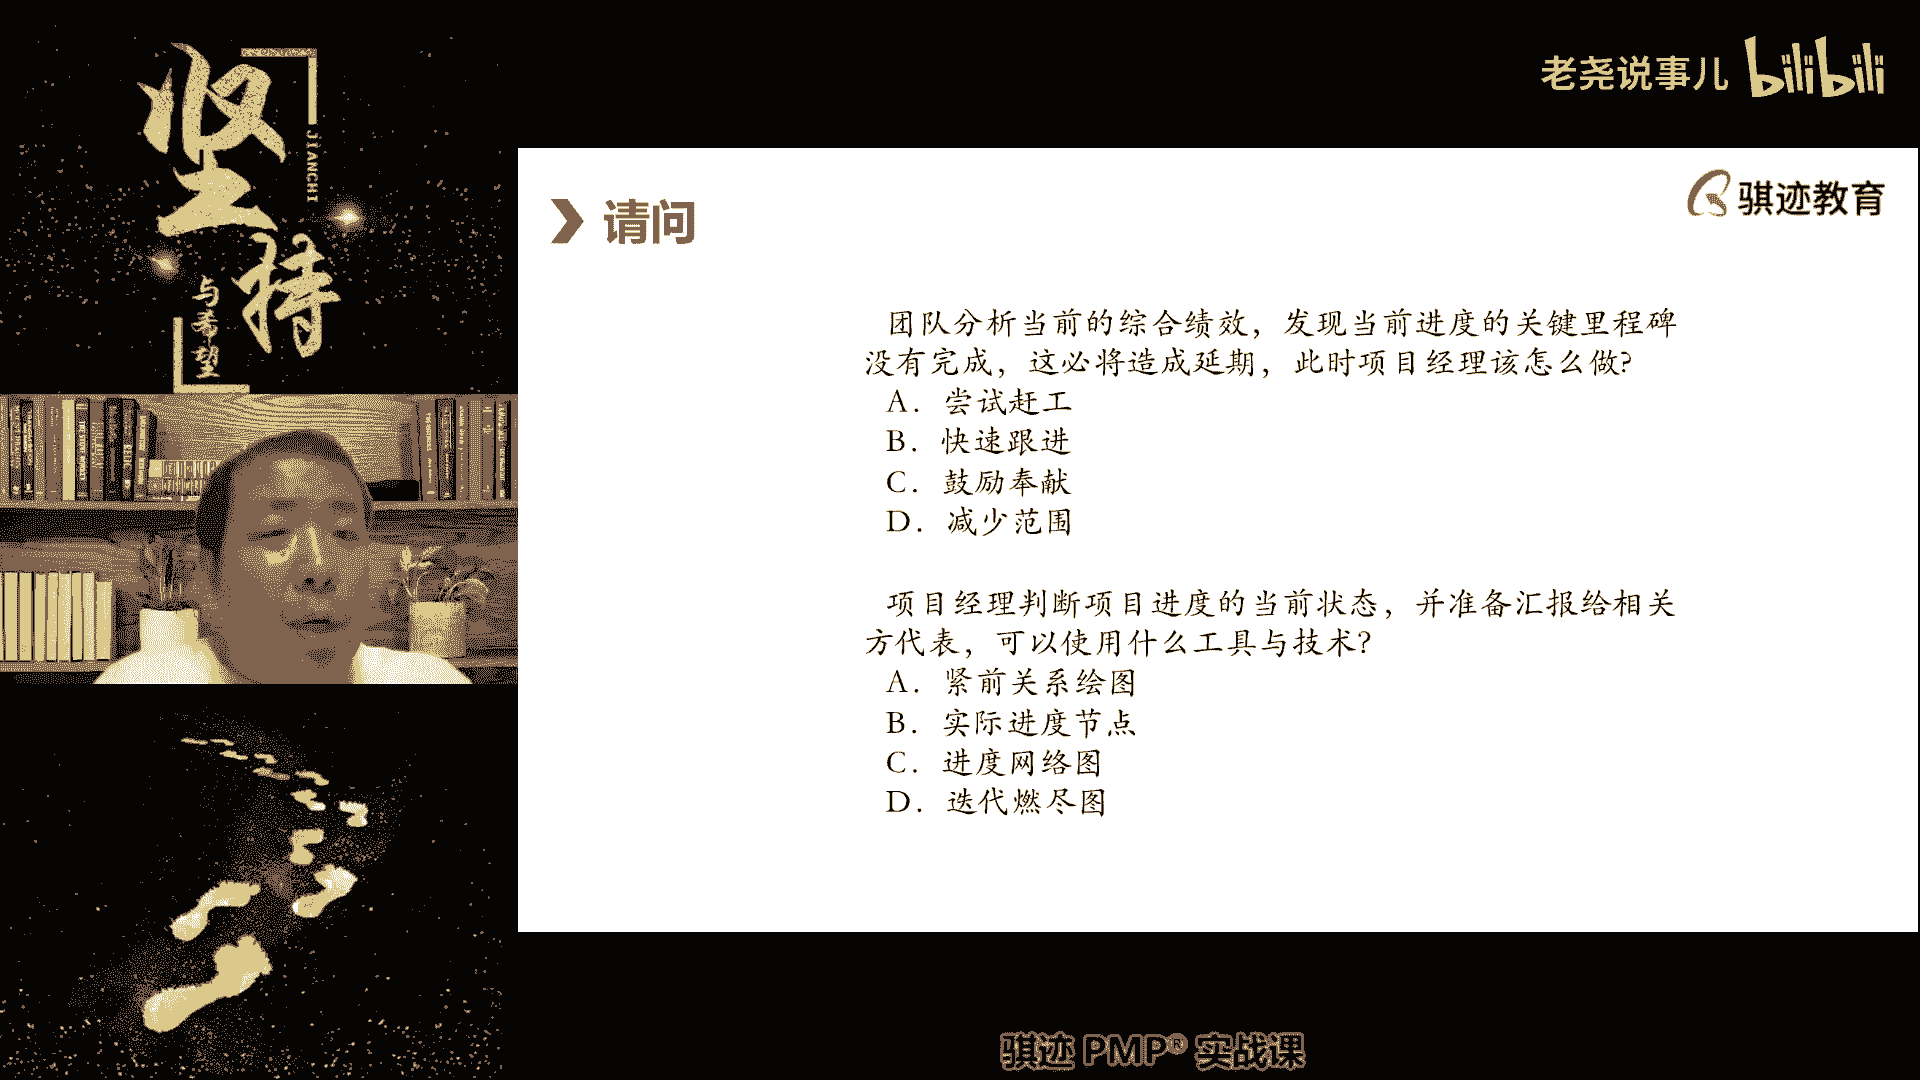 坚持
JIANCHI
与希望
老尧说事儿 bilibili
骐迹教育
请问
团队分析当前的综合绩效，发现当前进度的关键里程碑
没有完成，这必将造成延期，此时项目经理该怎么做?
A. 尝试赶工
B. 快速跟进
C. 鼓励奉献
D. 减少范围
项目经理判断项目进度的当前状态，并准备汇报给相关
方代表，可以使用什么工具与技术?
A. 紧前关系绘图
B. 实际进度节点
C. 进度网络图
D. 迭代燃尽图
骐迹 PMP® 实战课